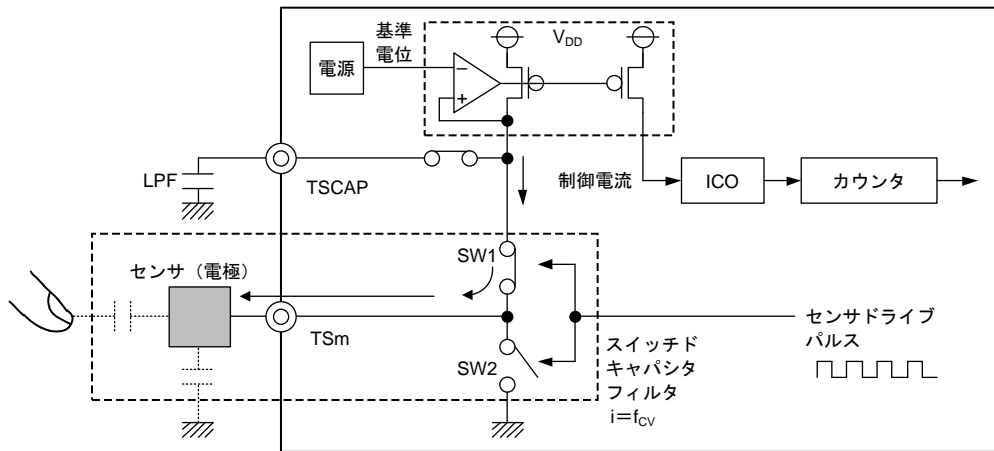 基準
電位
V_DD
電源
−
+
LPF
TSCAP
制御電流
ICO
カウンタ
センサ（電極）
SW1
TSm
SW2
スイッチド
キャパシタ
フィルタ
i＝f_CV
センサドライブ
パルス